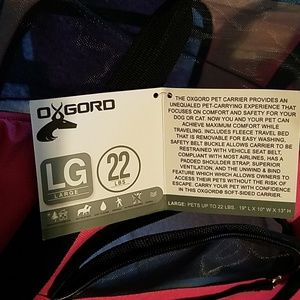 OXGORD
LG
LARGE
22
LBS
THE OXGORD PET CARRIER PROVIDES AN
UNEQUALED PET-CARRYING EXPERIENCE THAT
FOCUSES ON COMFORT AND SAFETY FOR YOUR
DOG OR CAT. NOW YOU AND YOUR PET CAN
ACHIEVE MAXIMUM COMFORT WHILE
TRAVELING. INCLUDES FLEECE TRAVEL BED
THAT IS REMOVABLE FOR EASY WASHING,
SAFETY BELT BUCKLE ALLOWS CARRIER TO BE
RESTRAINED WITH VEHICLE SEAT BELT.
COMPLIANT WITH MOST AIRLINES, HAS A
PADDED SHOULDER STRAP, SUPERIOR
VENTILATION, AND THE UNWIND & BIND
FEATURE WHICH ALLOWS OWNERS TO
ACCESS THEIR PETS WITHOUT THE RISK OF
ESCAPE. CARRY YOUR PET WITH CONFIDENCE
IN THIS OXGORD® SOFT-SIDED CARRIER.
LARGE: PETS UP TO 22 LBS. 19" L X 10" W X 13" H